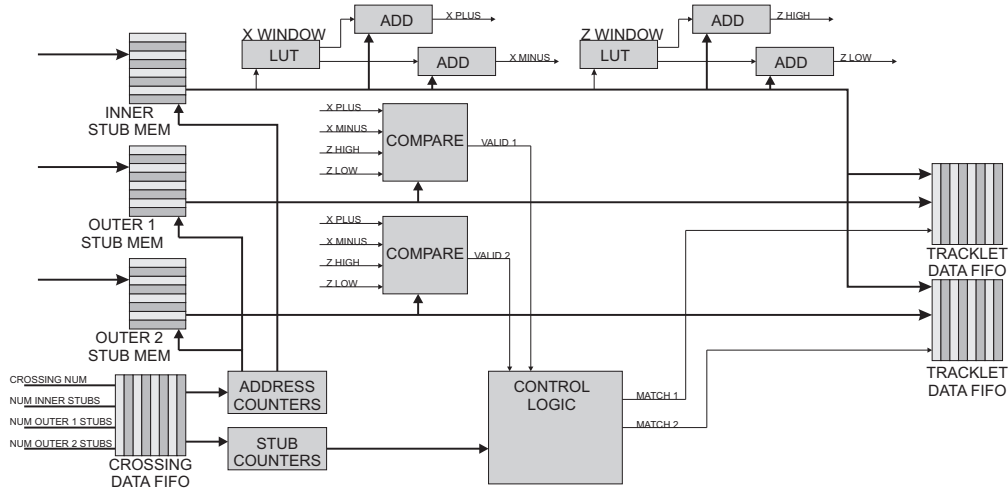 X WINDOW
LUT
ADD
X PLUS
ADD
X MINUS
Z WINDOW
LUT
ADD
Z HIGH
ADD
Z LOW
INNER
STUB MEM
X PLUS
X MINUS
Z HIGH
Z LOW
COMPARE
VALID 1
OUTER 1
STUB MEM
X PLUS
X MINUS
Z HIGH
Z LOW
COMPARE
VALID 2
OUTER 2
STUB MEM
TRACKLET
DATA FIFO
TRACKLET
DATA FIFO
CROSSING NUM
NUM INNER STUBS
NUM OUTER 1 STUBS
NUM OUTER 2 STUBS
CROSSING
DATA FIFO
ADDRESS
COUNTERS
STUB
COUNTERS
CONTROL
LOGIC
MATCH 1
MATCH 2